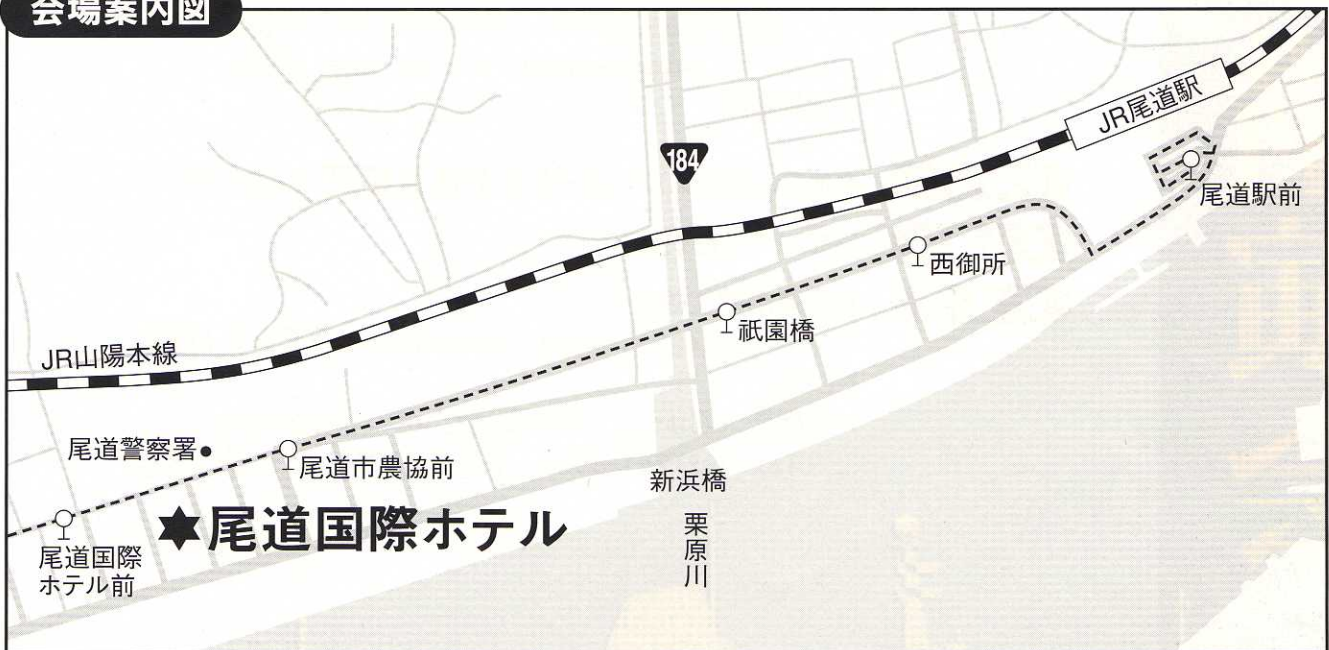 会場案内図
184
JR尾道駅
尾道駅前
西御所
祇園橋
JR山陽本線
尾道警察署
尾道市農協前
新浜橋
栗原川
尾道国際ホテル
尾道国際
ホテル前